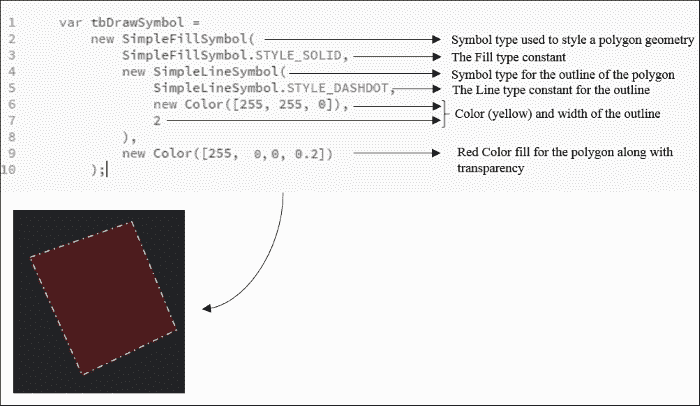 1 var tbDrawSymbol =
2 new SimpleFillSymbol( Symbol type used to style a polygon geometry
3 SimpleFillSymbol.STYLE_SOLID, The Fill type constant
4 new SimpleLineSymbol( Symbol type for the outline of the polygon
5 SimpleLineSymbol.STYLE_DASHDOT, The Line type constant for the outline
6 new Color([255, 255, 0]),
Color (yellow) and width of the outline
7 2
8 ),
9 new Color([255, 0,0, 0.2]) Red Color fill for the polygon along with
transparency
10 );